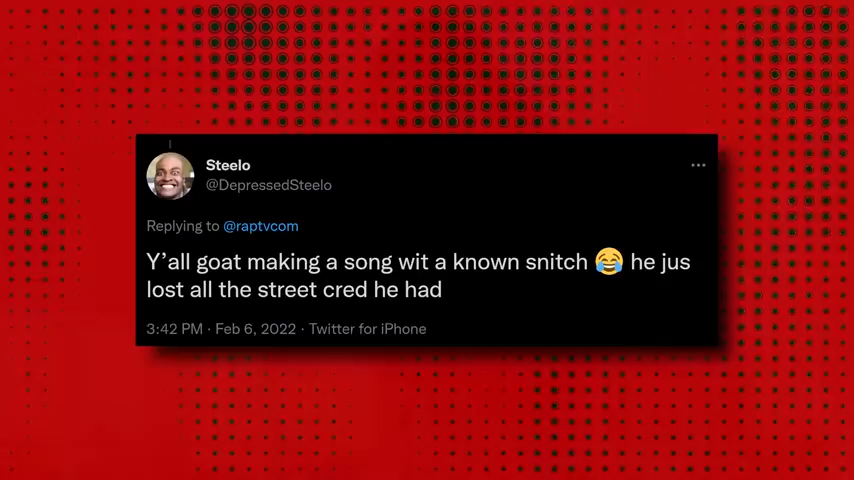 Steelo
@DepressedSteelo
Replying to @raptvcom
Y’all goat making a song wit a known snitch 😂 he jus
lost all the street cred he had
3:42 PM · Feb 6, 2022 · Twitter for iPhone